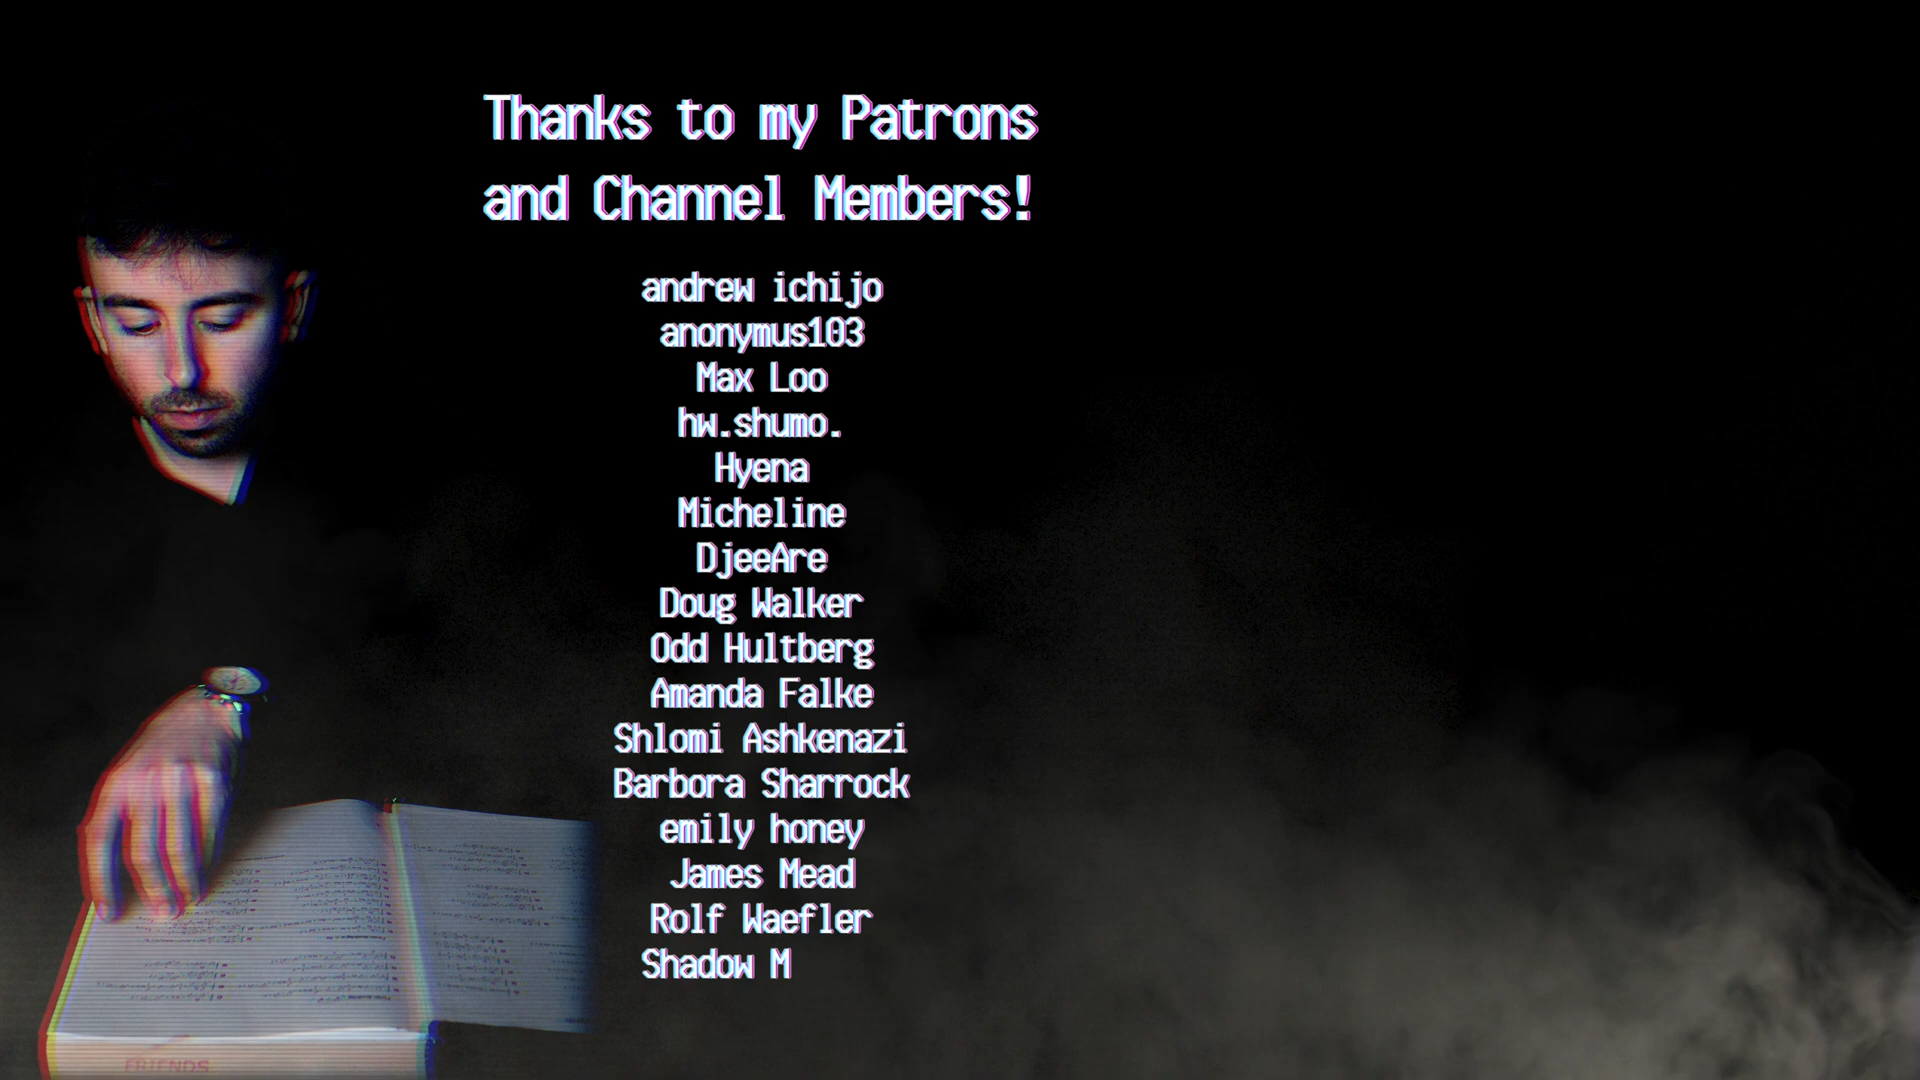 Thanks to my Patrons
and Channel Members!
andrew ichijo
anonymus103
Max Loo
hw.shumo.
Hyena
Micheline
DjeeAre
Doug Walker
Odd Hultberg
Amanda Falke
Shlomi Ashkenazi
Barbora Sharrock
emily honey
James Mead
Rolf Waefler
Shadow M
FRIENDS